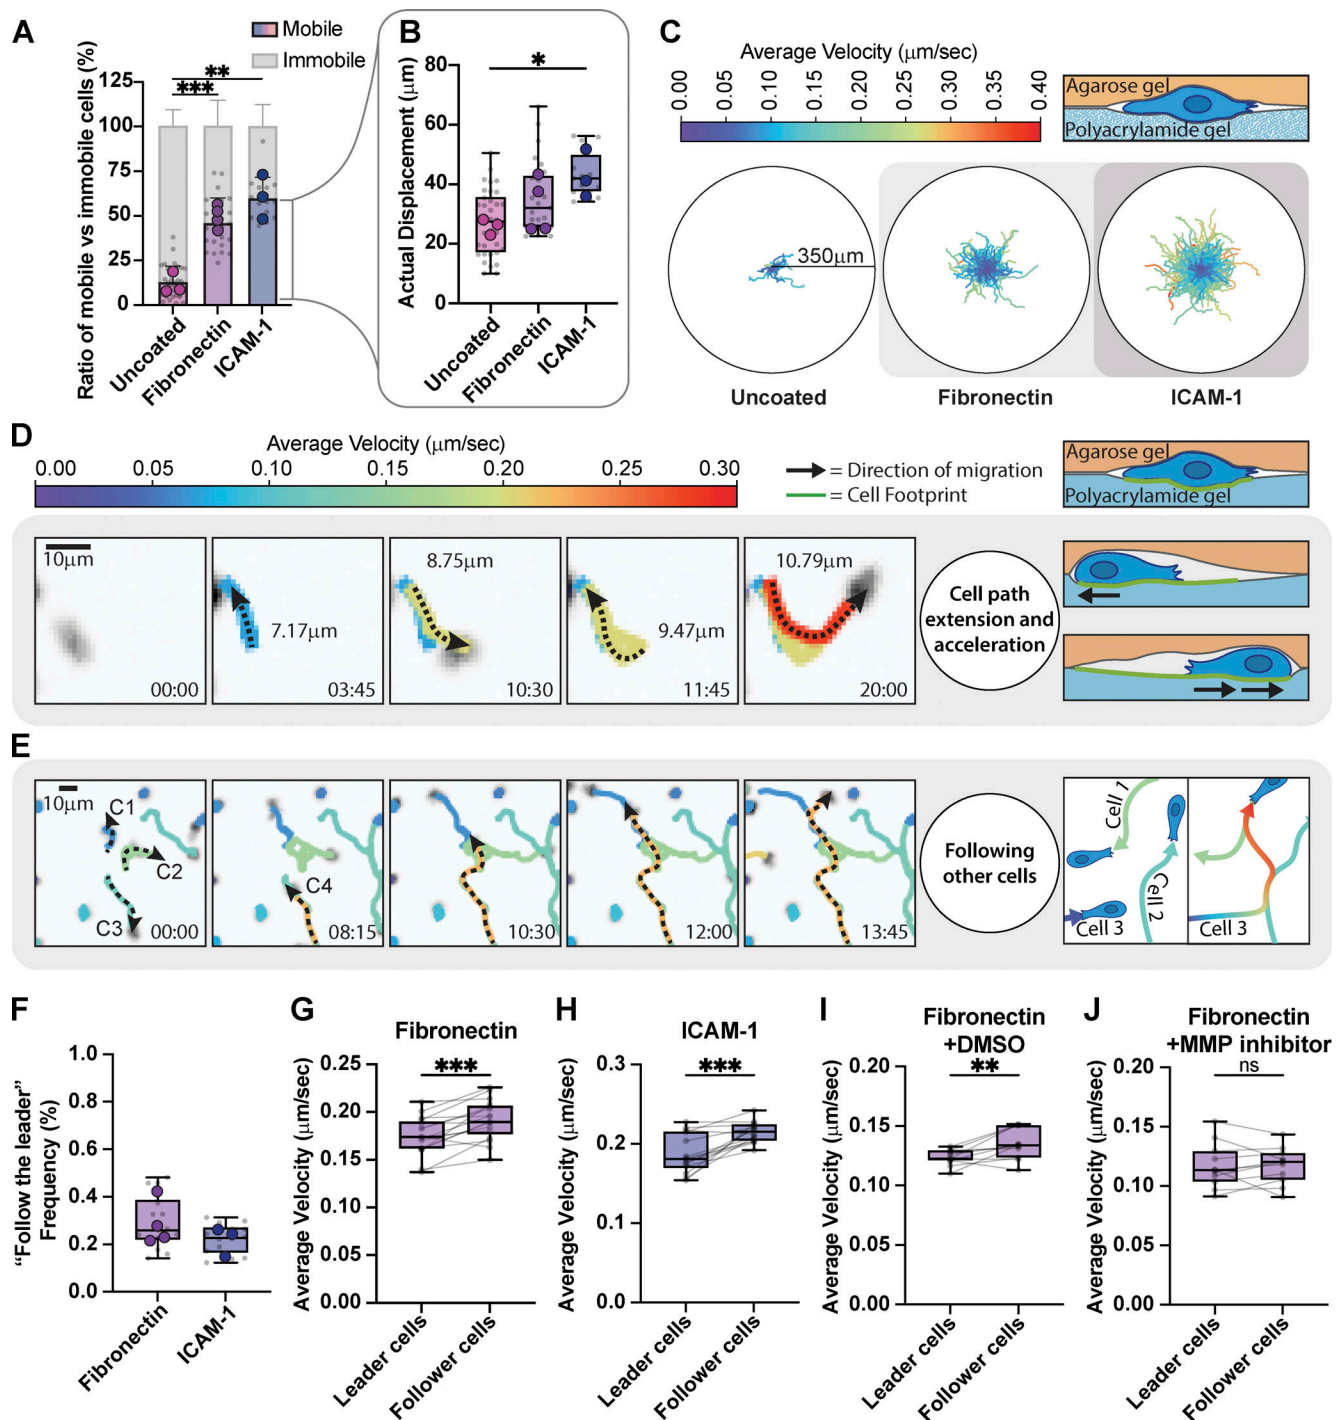 A
Mobile
Immobile
Ratio of mobile vs immobile cells (%)
125
100
75
50
25
0
**
***
Uncoated
Fibronectin
ICAM-1
B
Actual Displacement (μm)
80
60
40
20
0
*
Uncoated
Fibronectin
ICAM-1
C
Average Velocity (μm/sec)
0.00
0.05
0.10
0.15
0.20
0.25
0.30
0.35
0.40
Agarose gel
Polyacrylamide gel
350μm
Uncoated
Fibronectin
ICAM-1
D
Average Velocity (μm/sec)
0.00 0.05 0.10 0.15 0.20 0.25 0.30
= Direction of migration
= Cell Footprint
Agarose gel
Polyacrylamide gel
10μm
00:00
7.17μm
03:45
8.75μm
10:30
9.47μm
11:45
10.79μm
20:00
Cell path
extension and
acceleration
E
10μm
C1
C2
C3
00:00
C4
08:15
10:30
12:00
13:45
Following
other cells
Cell 1
Cell 2
Cell 3
Cell 3
F
“Follow the leader”
Frequency (%)
1.0
0.8
0.6
0.4
0.2
0.0
Fibronectin
ICAM-1
G
Fibronectin
Average Velocity (μm/sec)
0.25
0.20
0.15
0.10
0.05
0.00
***
Leader cells
Follower cells
H
ICAM-1
Average Velocity (μm/sec)
0.3
0.2
0.1
0.0
***
Leader cells
Follower cells
I
Fibronectin
+DMSO
Average Velocity (μm/sec)
0.20
0.15
0.10
0.05
0.00
**
Leader cells
Follower cells
J
Fibronectin
+MMP inhibitor
Average Velocity (μm/sec)
0.20
0.15
0.10
0.05
0.00
ns
Leader cells
Follower cells